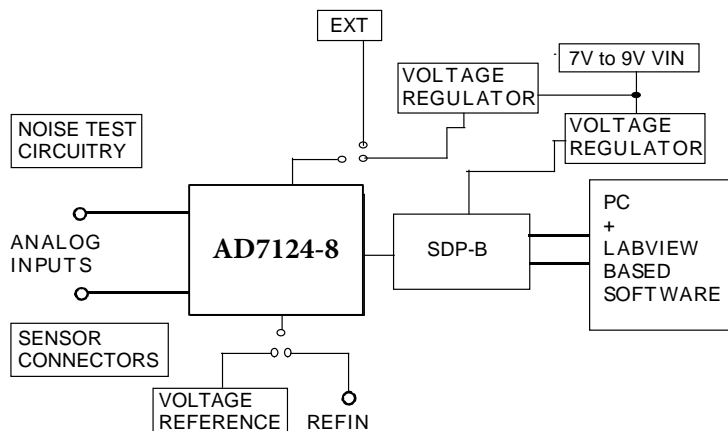 EXT
7V to 9V VIN
VOLTAGE
REGULATOR
VOLTAGE
REGULATOR
NOISE TEST
CIRCUITRY
ANALOG
INPUTS
AD7124-8
SDP-B
PC
+
LABVIEW
BASED
SOFTWARE
SENSOR
CONNECTORS
VOLTAGE
REFERENCE
REFIN